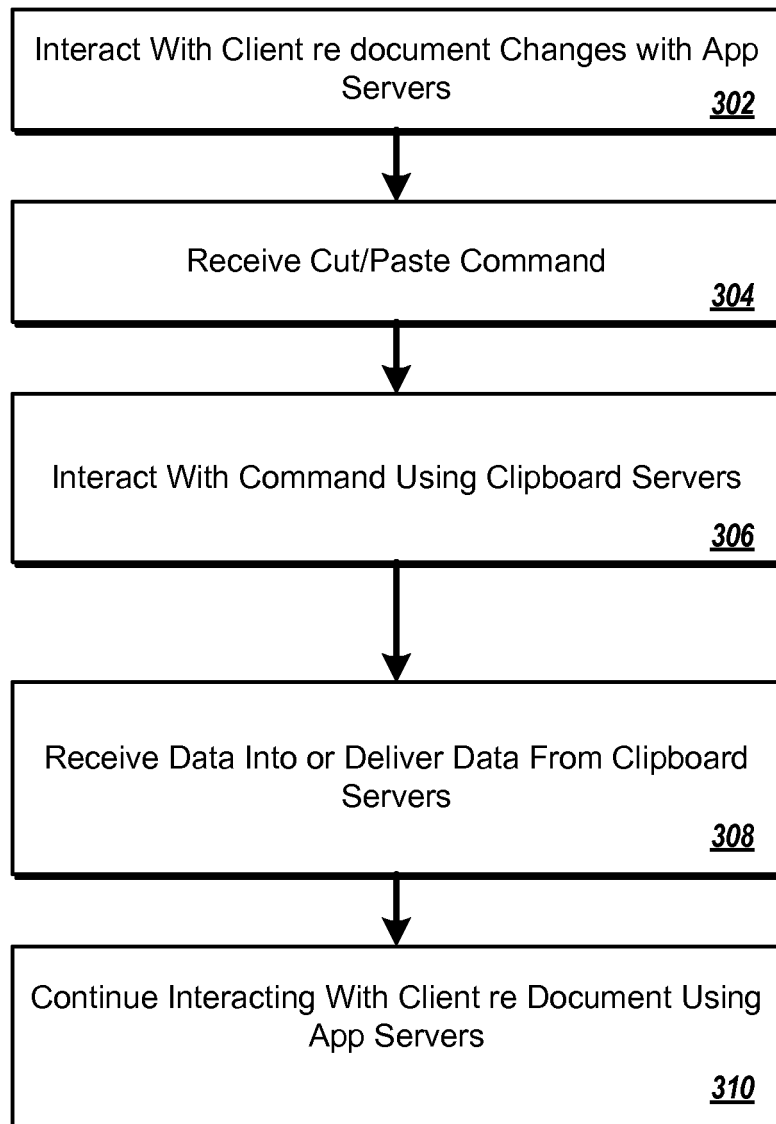 Interact With Client re document Changes with App
Servers
302
Receive Cut/Paste Command
304
Interact With Command Using Clipboard Servers
306
Receive Data Into or Deliver Data From Clipboard
Servers
308
Continue Interacting With Client re Document Using
App Servers
310